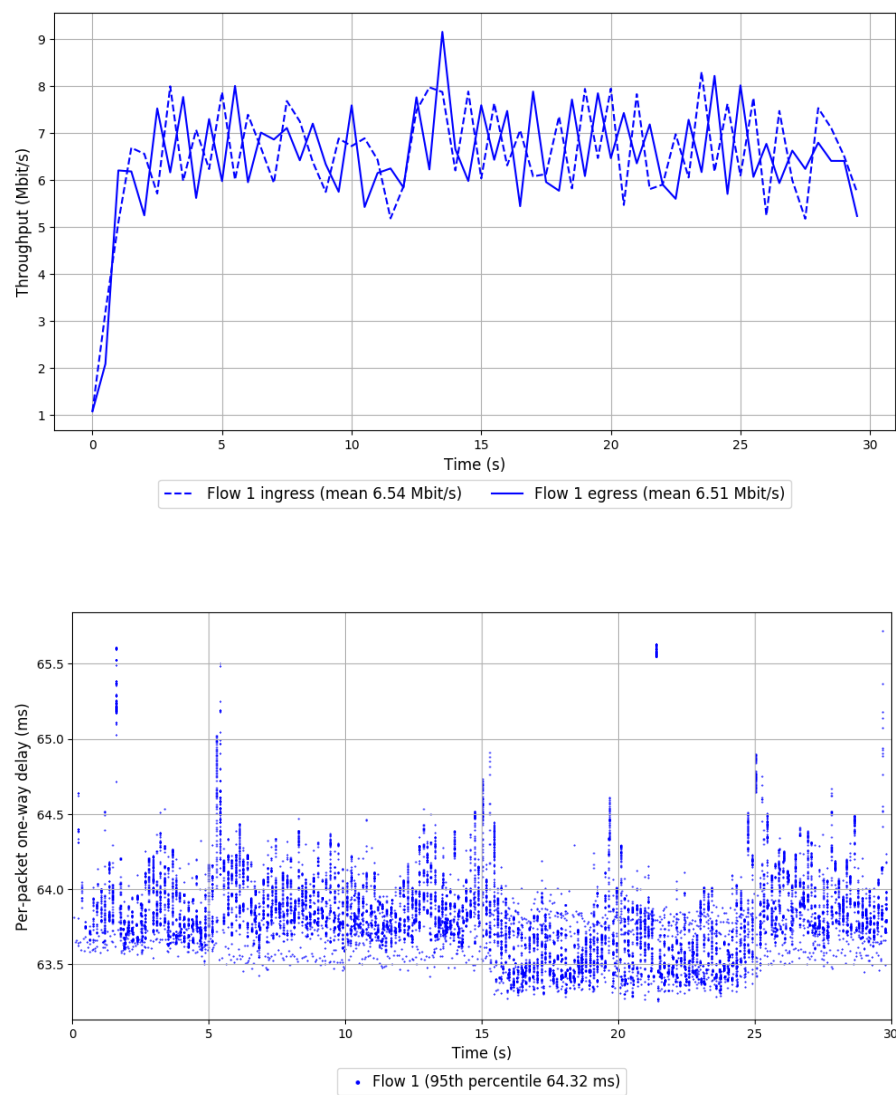 9
8
7
6
5
4
3
2
1
Throughput (Mbit/s)
0 5 10 15 20 25 30
Time (s)
Flow 1 ingress (mean 6.54 Mbit/s) Flow 1 egress (mean 6.51 Mbit/s)
65.5
65.0
64.5
64.0
63.5
Per-packet one-way delay (ms)
0 5 10 15 20 25 30
Time (s)
Flow 1 (95th percentile 64.32 ms)